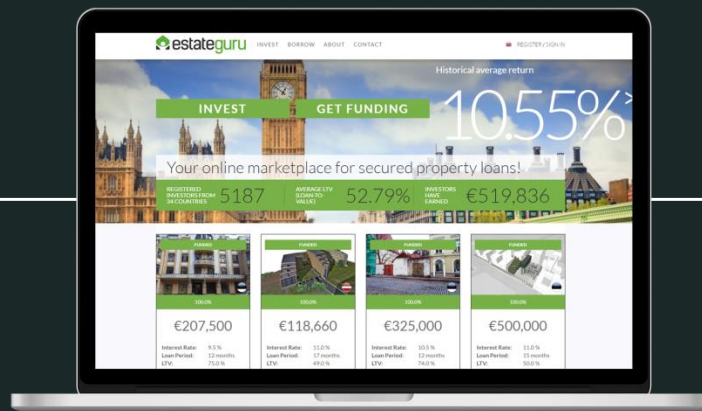 estateguru INVEST BORROW ABOUT CONTACT REGISTER / SIGN IN
Historical average return
10.55%
INVEST GET FUNDING
Your online marketplace for secured property loans!
REGISTERED INVESTORS FROM 34 COUNTRIES 5187 AVERAGE LTV (LOAN TO VALUE) 52.79% INVESTORS HAVE EARNED €519,836
FUNDED FUNDED FUNDED FUNDED
100.0% 100.0% 100.0% 100.0%
€207,500 €118,660 €325,000 €500,000
Interest Rate: 9.5 % Interest Rate: 11.0 % Interest Rate: 10.5 % Interest Rate: 11.0 %
Loan Period: 12 months Loan Period: 17 months Loan Period: 12 months Loan Period: 15 months
LTV: 75.0 % LTV: 49.0 % LTV: 74.0 % LTV: 50.0 %